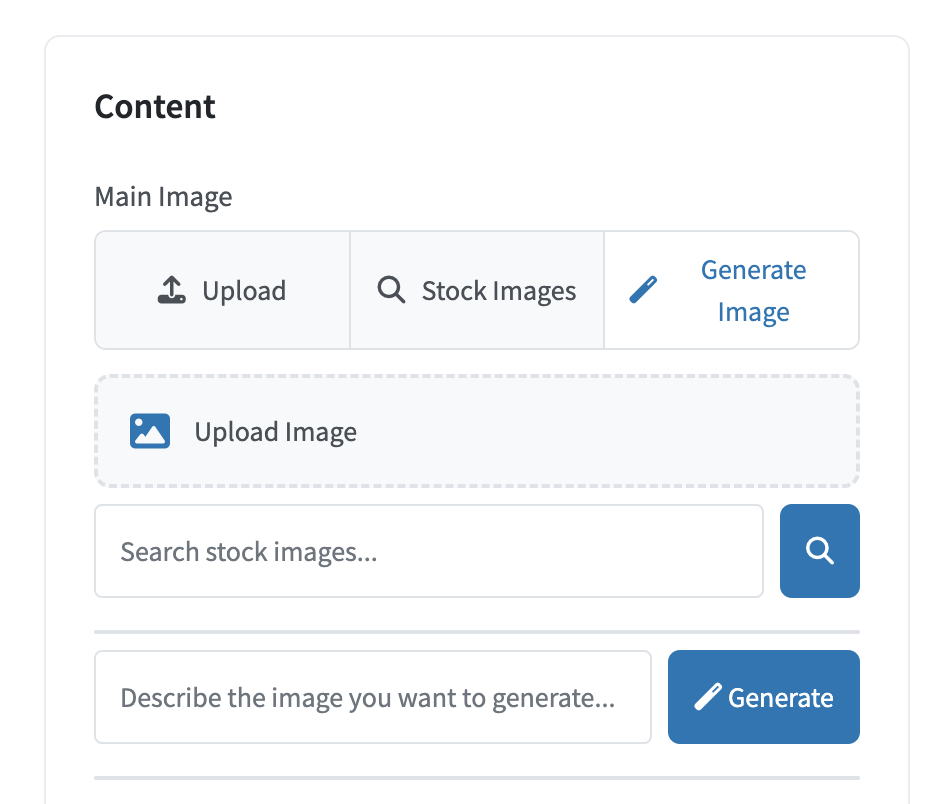 Content
Main Image
Upload
Stock Images
Generate
Image
Upload Image
Search stock images...
Describe the image you want to generate...
Generate